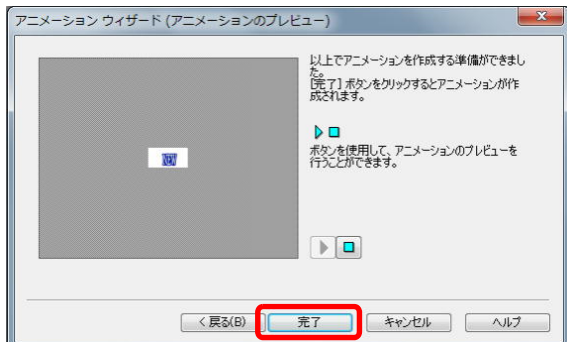 アニメーション ウィザード (アニメーションのプレビュー)
以上でアニメーションを作成する準備ができまし
た。
[完了] ボタンをクリックするとアニメーションが作
成されます。
ボタンを使用して、アニメーションのプレビューを
行うことができます。
< 戻る(B)
完了
キャンセル
ヘルプ